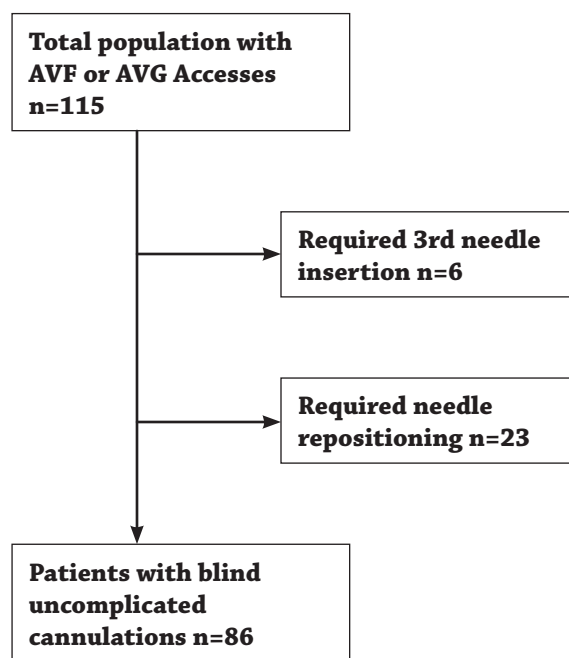 Total population with
AVF or AVG Accesses
n=115
Required 3rd needle
insertion n=6
Required needle
repositioning n=23
Patients with blind
uncomplicated
cannulations n=86